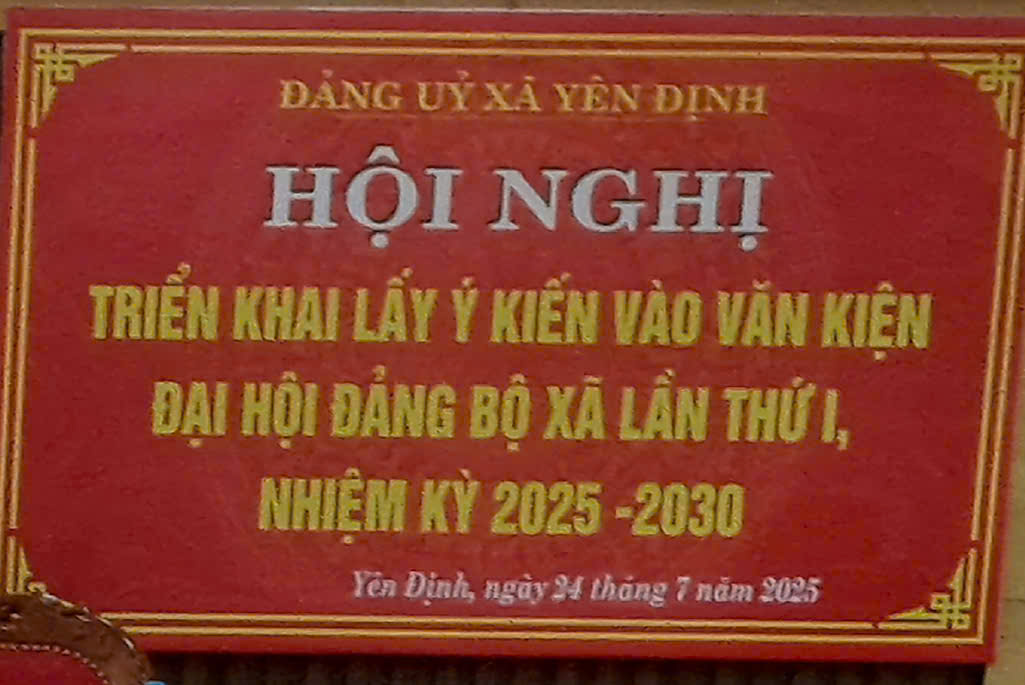 ĐẢNG UỶ XÃ YÊN ĐỊNH
HỘI NGHỊ
TRIỂN KHAI LẤY Ý KIẾN VÀO VĂN KIỆN
ĐẠI HỘI ĐẢNG BỘ XÃ LẦN THỨ I,
NHIỆM KỲ 2025 -2030
Yên Định, ngày 24 tháng 7 năm 2025